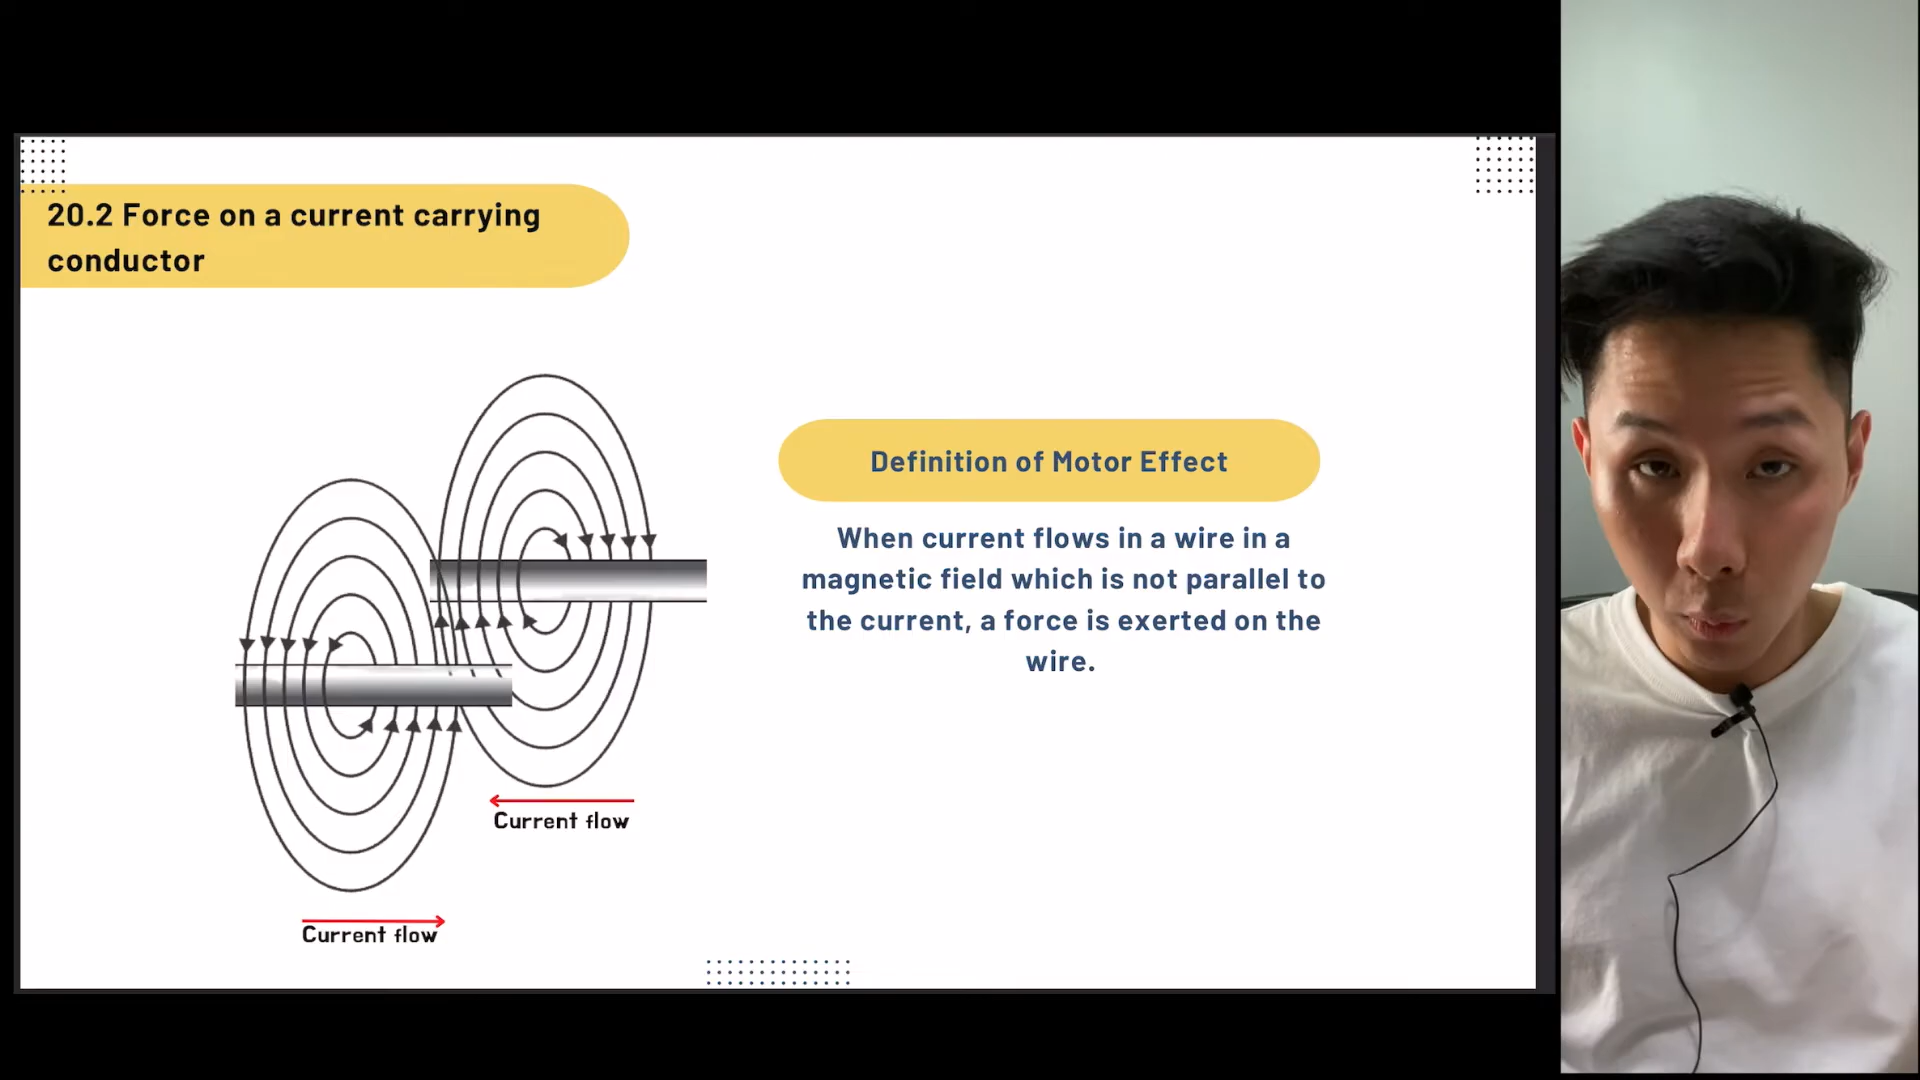 20.2 Force on a current carrying
conductor
Definition of Motor Effect
When current flows in a wire in a
magnetic field which is not parallel to
the current, a force is exerted on the
wire.
Current flow
Current flow